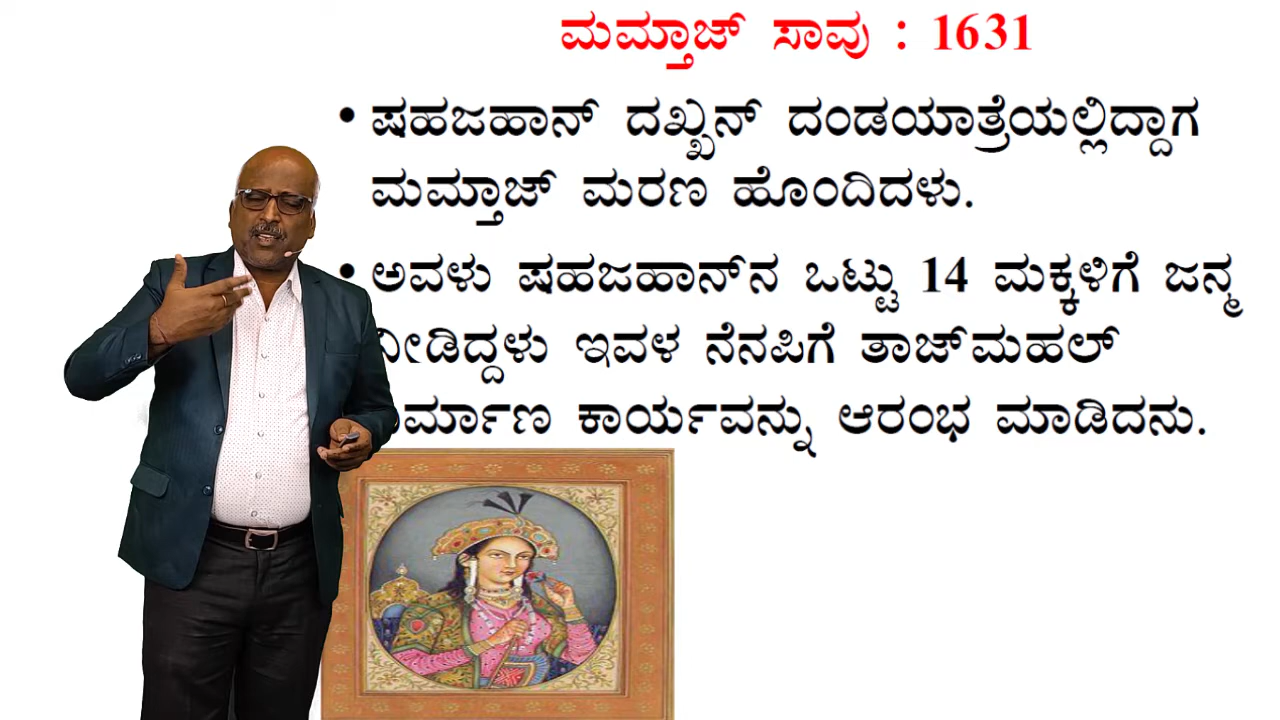 ಮಮ್ತಾಜ್ ಸಾವು : 1631
• ಷಹಜಹಾನ್ ದಖ್ಖನ್ ದಂಡಯಾತ್ರೆಯಲ್ಲಿದ್ದಾಗ
ಮಮ್ತಾಜ್ ಮರಣ ಹೊಂದಿದಳು.
• ಅವಳು ಷಹಜಹಾನ್‌ನ ಒಟ್ಟು 14 ಮಕ್ಕಳಿಗೆ ಜನ್ಮ
ನೀಡಿದ್ದಳು ಇವಳ ನೆನಪಿಗೆ ತಾಜ್‌ಮಹಲ್
ನಿರ್ಮಾಣ ಕಾರ್ಯವನ್ನು ಆರಂಭ ಮಾಡಿದನು.